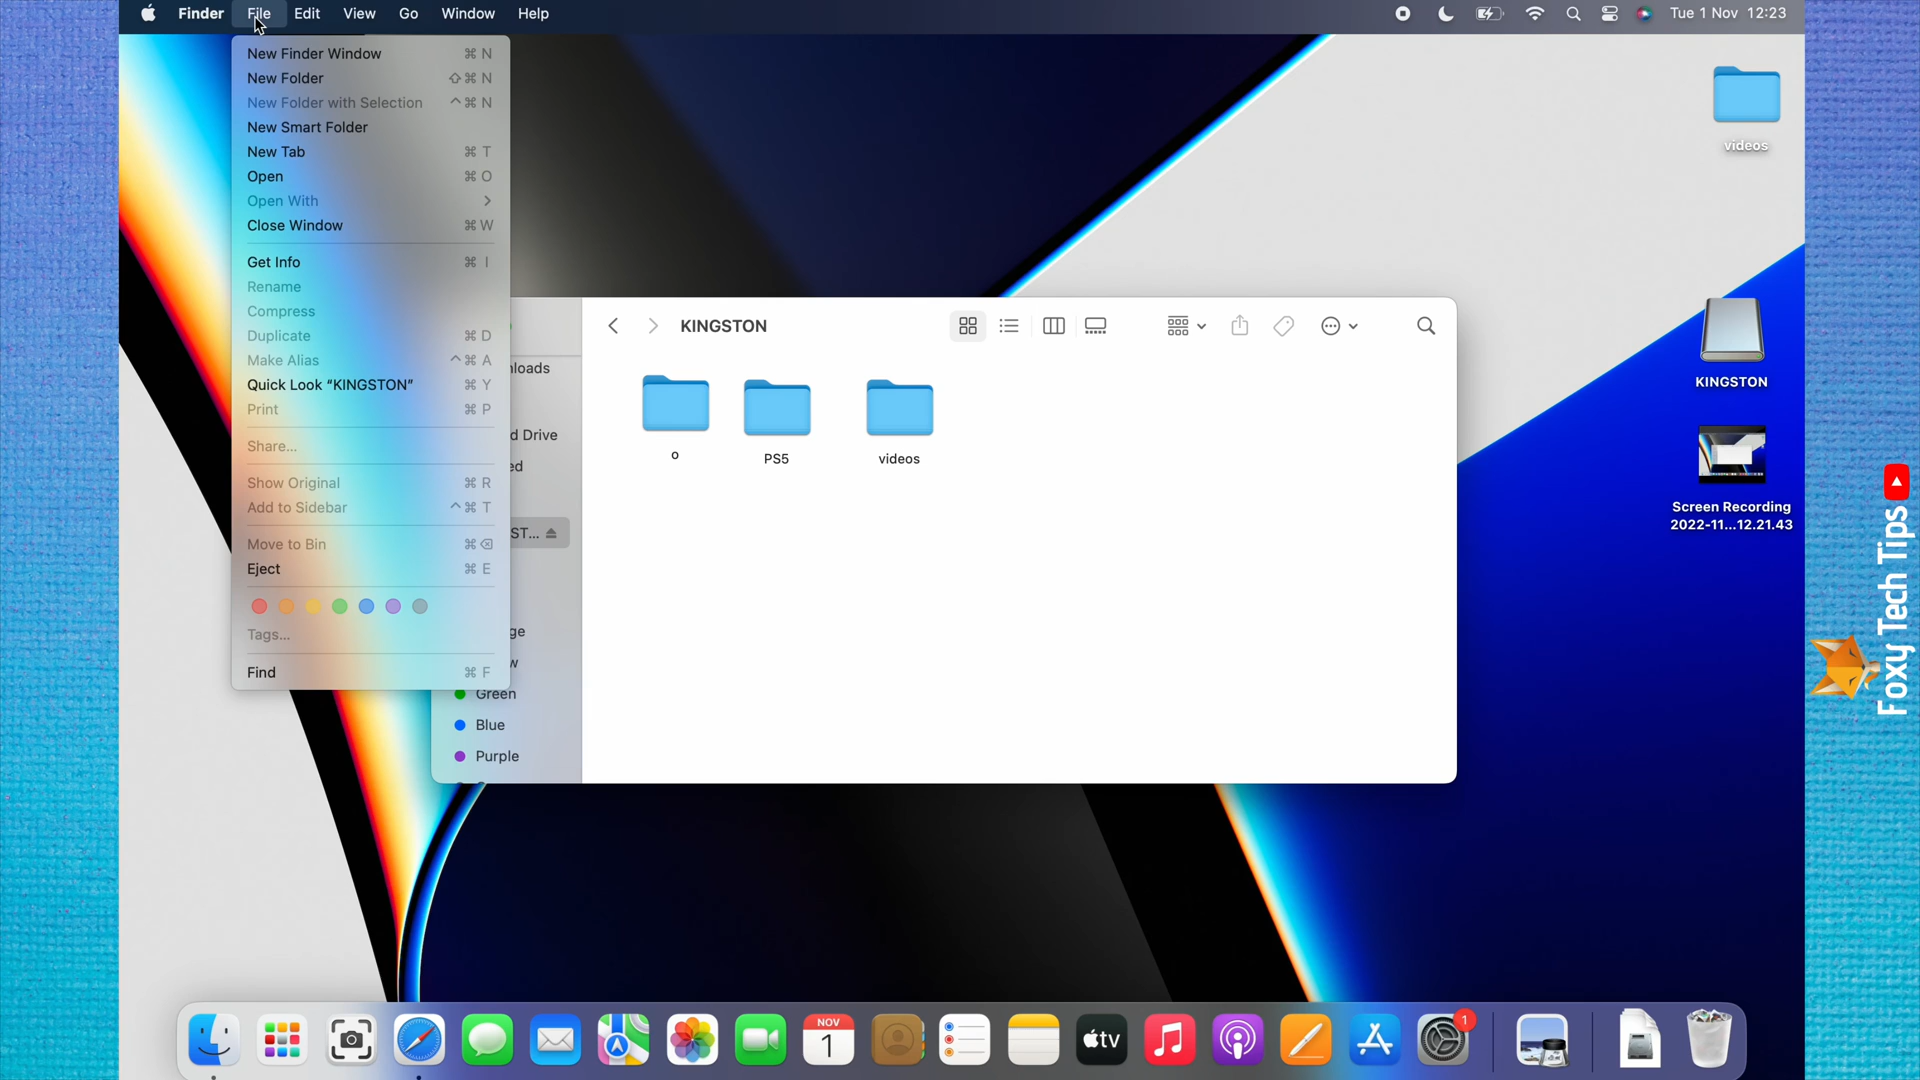 Finder File Edit View Go Window Help
Tue 1 Nov 12:23
New Finder Window ⌘ N
New Folder ⇧ ⌘ N
New Folder with Selection ^ ⌘ N
New Smart Folder
New Tab ⌘ T
Open ⌘ O
Open With >
Close Window ⌘ W
Get Info ⌘ I
Rename
Compress
Duplicate ⌘ D
Make Alias ^ ⌘ A
Quick Look “KINGSTON” ⌘ Y
Print ⌘ P
Share...
Show Original ⌘ R
Add to Sidebar ^ ⌘ T
Move to Bin ⌘ ⌫
Eject ⌘ E
Tags...
Find ⌘ F
KINGSTON
nloads
d Drive
ed
ST...
ge
w
Green
Blue
Purple
o
PS5
videos
videos
KINGSTON
Screen Recording
2022-11...12.21.43
Foxy Tech Tips
NOV
1
tv
1